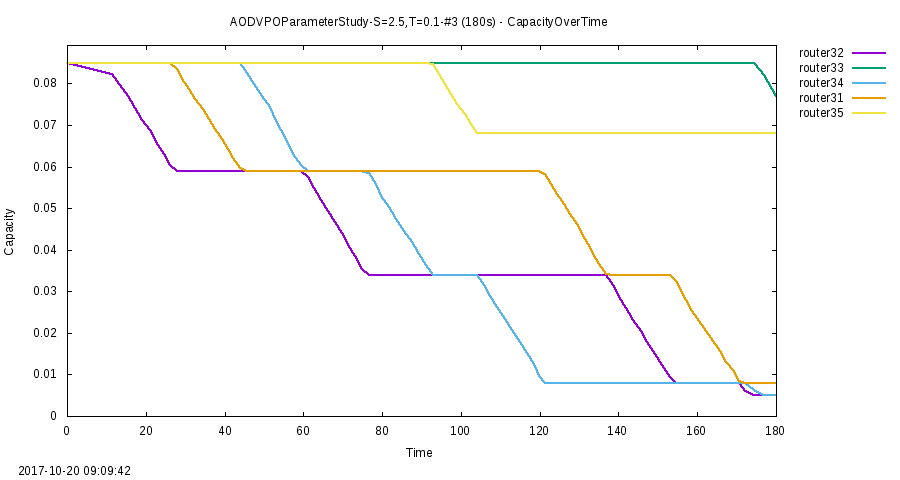 AODVPOParameterStudy-S=2.5,T=0.1-#3 (180s) - CapacityOverTime
router32
router33
router34
router31
router35
0.08
0.07
0.06
0.05
0.04
0.03
0.02
0.01
0
Capacity
0 20 40 60 80 100 120 140 160 180
Time
2017-10-20 09:09:42